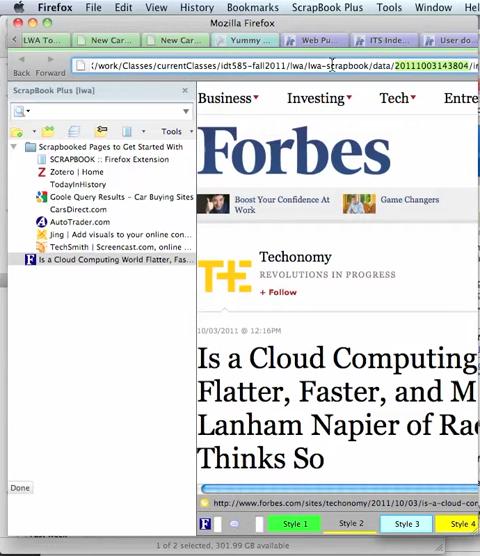 Firefox File Edit View History Bookmarks ScrapBook Plus Tools Window Help
Mozilla Firefox
LWA To... New Car... New Car... Yummy ... Web Pu... ITS Index... User do...
Back Forward
/work/Classes/currentClasses/idt585-fall2011/lwa/lwa-scrapbook/data/20111003143804/in
ScrapBook Plus [lwa]
Tools
Scrapbooked Pages to Get Started With
SCRAPBOOK :: Firefox Extension
Zotero | Home
TodayInHistory
Goole Query Results - Car Buying Sites
CarsDirect.com
AutoTrader.com
Jing | Add visuals to your online con...
TechSmith | Screencast.com, online ...
Is a Cloud Computing World Flatter, Fas...
Done
Business Investing Tech Entre
Forbes
Boost Your Confidence At Work
Game Changers
Techonomy
REVOLUTIONS IN PROGRESS
+ Follow
10/03/2011 @ 12:16PM
Is a Cloud Computing
Flatter, Faster, and M
Lanham Napier of Ra
Thinks So
http://www.forbes.com/sites/techonomy/2011/10/03/is-a-cloud-co
Style 1 Style 2 Style 3 Style 4
1 of 2 selected, 301.99 GB available